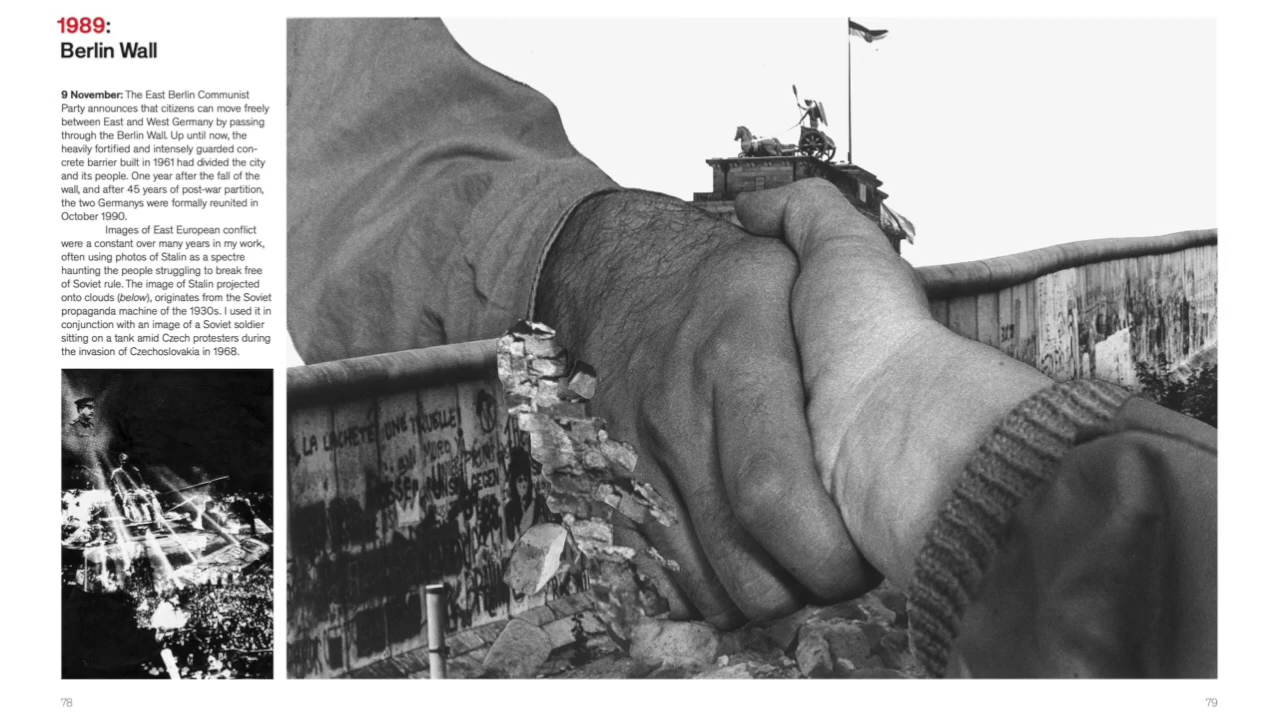 1989:
Berlin Wall
9 November: The East Berlin Communist
Party announces that citizens can move freely
between East and West Germany by passing
through the Berlin Wall. Up until now, the
heavily fortified and intensely guarded con-
crete barrier built in 1961 had divided the city
and its people. One year after the fall of the
wall, and after 45 years of post-war partition,
the two Germanys were formally reunited in
October 1990.
Images of East European conflict
were a constant over many years in my work,
often using photos of Stalin as a spectre
haunting the people struggling to break free
of Soviet rule. The image of Stalin projected
onto clouds (below), originates from the Soviet
propaganda machine of the 1930s. I used it in
conjunction with an image of a Soviet soldier
sitting on a tank amid Czech protesters during
the invasion of Czechoslovakia in 1968.
LA LACHETÉ UNE
GEGEN
78
79